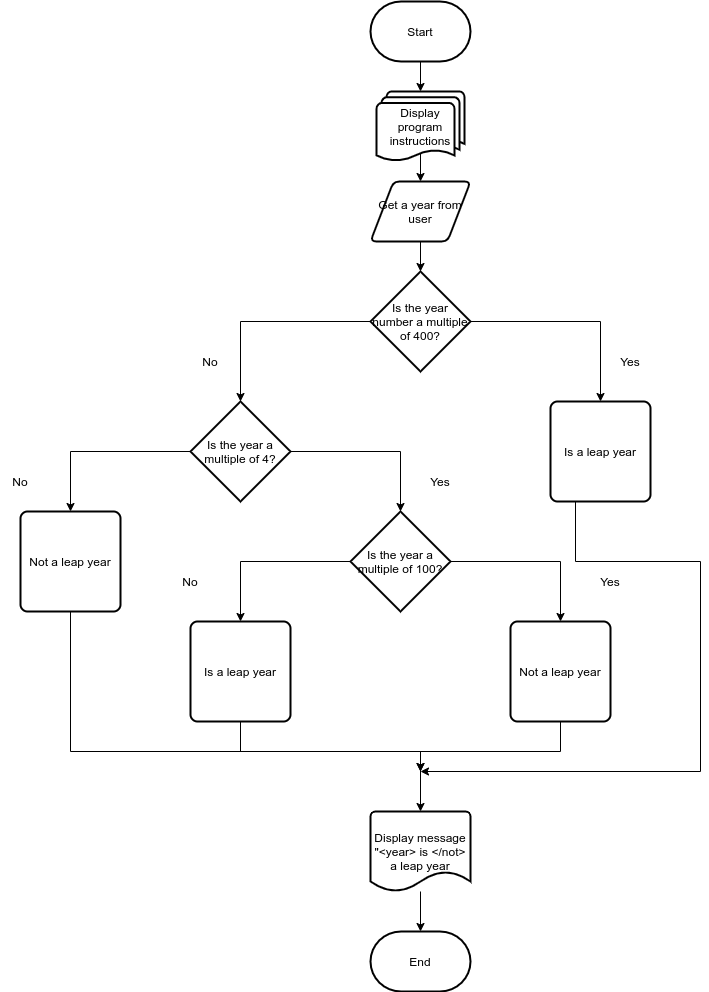 Start
Display
program
instructions
Get a year from
user
Is the year
number a multiple
of 400?
No
Yes
Is the year a
multiple of 4?
Is a leap year
No
Yes
Not a leap year
Is the year a
multiple of 100?
No
Yes
Is a leap year
Not a leap year
Display message
"<year> is </not>
a leap year
End